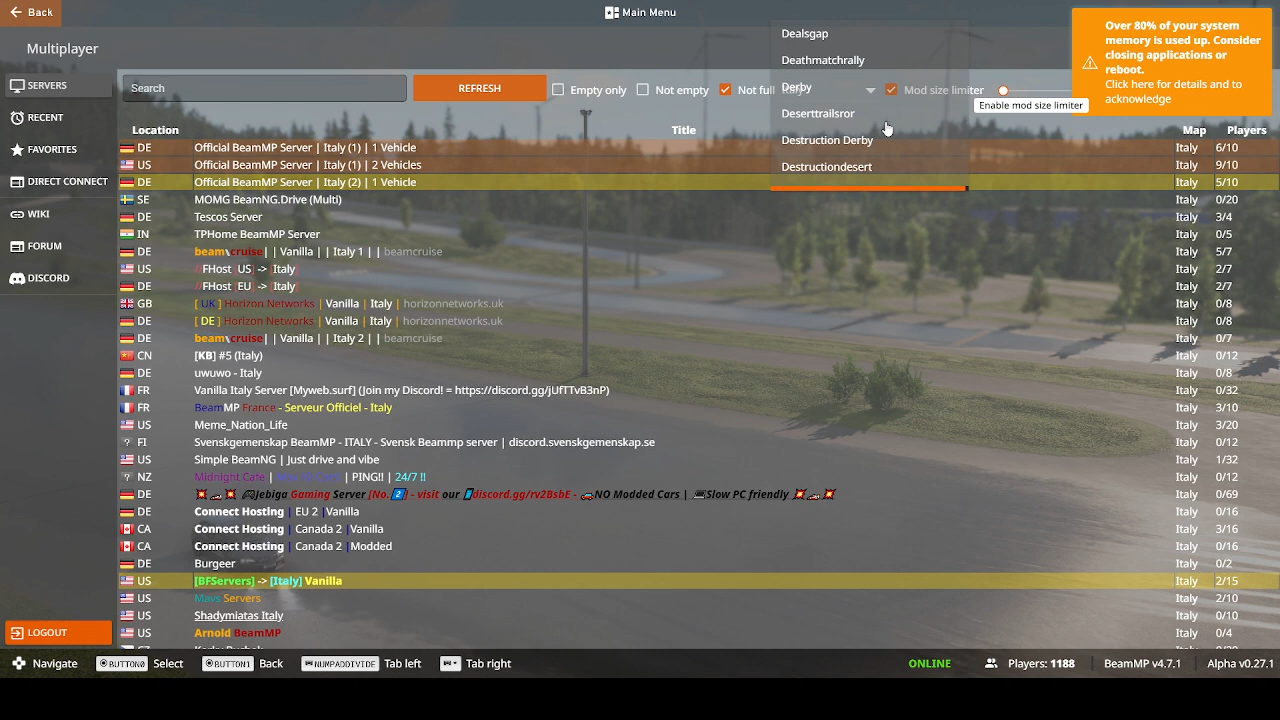 Back
Main Menu
Multiplayer
SERVERS
RECENT
FAVORITES
DIRECT CONNECT
WIKI
FORUM
DISCORD
LOGOUT
Search
REFRESH
Empty only
Not empty
Not full
Dealsgap
Deathmatchrally
Derby
Deserttrailsror
Destruction Derby
Destructiondesert
Mod size limiter
Enable mod size limiter
Over 80% of your system
memory is used up. Consider
closing applications or
reboot.
Click here for details and to
acknowledge
Location Title Map Players
DE Official BeamMP Server | Italy (1) | 1 Vehicle Italy 6/10
US Official BeamMP Server | Italy (1) | 2 Vehicles Italy 9/10
DE Official BeamMP Server | Italy (2) | 1 Vehicle Italy 5/10
SE MOMG BeamNG.Drive (Multi) Italy 0/20
DE Tescos Server Italy 3/4
IN TPHome BeamMP Server Italy 0/5
DE beam\cruise| | Vanilla | | Italy 1 | | beamcruise Italy 5/7
US //FHost [US] -> [Italy] Italy 2/7
DE //FHost [EU] -> [Italy] Italy 2/7
GB [ UK ] Horizon Networks | Vanilla | Italy | horizonnetworks.uk Italy 0/8
DE [ DE ] Horizon Networks | Vanilla | Italy | horizonnetworks.uk Italy 0/8
DE beam\cruise| | Vanilla | | Italy 2 | | beamcruise Italy 0/7
CN [KB] #5 (Italy) Italy 0/12
DE uwuwo - Italy Italy 0/8
FR Vanilla Italy Server [Myweb.surf] (Join my Discord! = https://discord.gg/jUfTTvB3nP) Italy 0/32
FR BeamMP France - Serveur Officiel - Italy Italy 3/10
US Meme_Nation_Life Italy 3/20
? FI Svenskgemenskap BeamMP - ITALY - Svensk Beammp server | discord.svenskgemenskap.se Italy 0/12
US Simple BeamNG | Just drive and vibe Italy 1/32
? NZ Midnight Cafe | | PING!! | 24/7 !! Italy 0/12
DE Jebiga Gaming Server [No. 2] - visit our discord.gg/rv2BsbE - NO Modded Cars | Slow PC friendly Italy 0/69
DE Connect Hosting | EU 2 |Vanilla Italy 0/16
CA Connect Hosting | Canada 2 |Vanilla Italy 3/16
CA Connect Hosting | Canada 2 |Modded Italy 0/16
DE Burgeer Italy 0/2
US [BFServers] -> [Italy] Vanilla Italy 2/15
US Mavs Servers Italy 2/10
US Shadymiatas Italy Italy 0/10
US Arnold BeamMP Italy 0/4
Navigate BUTTON0 Select BUTTON1 Back NUMPADDIVIDE Tab left Tab right ONLINE Players: 1188 BeamMP v4.7.1 Alpha v0.27.1